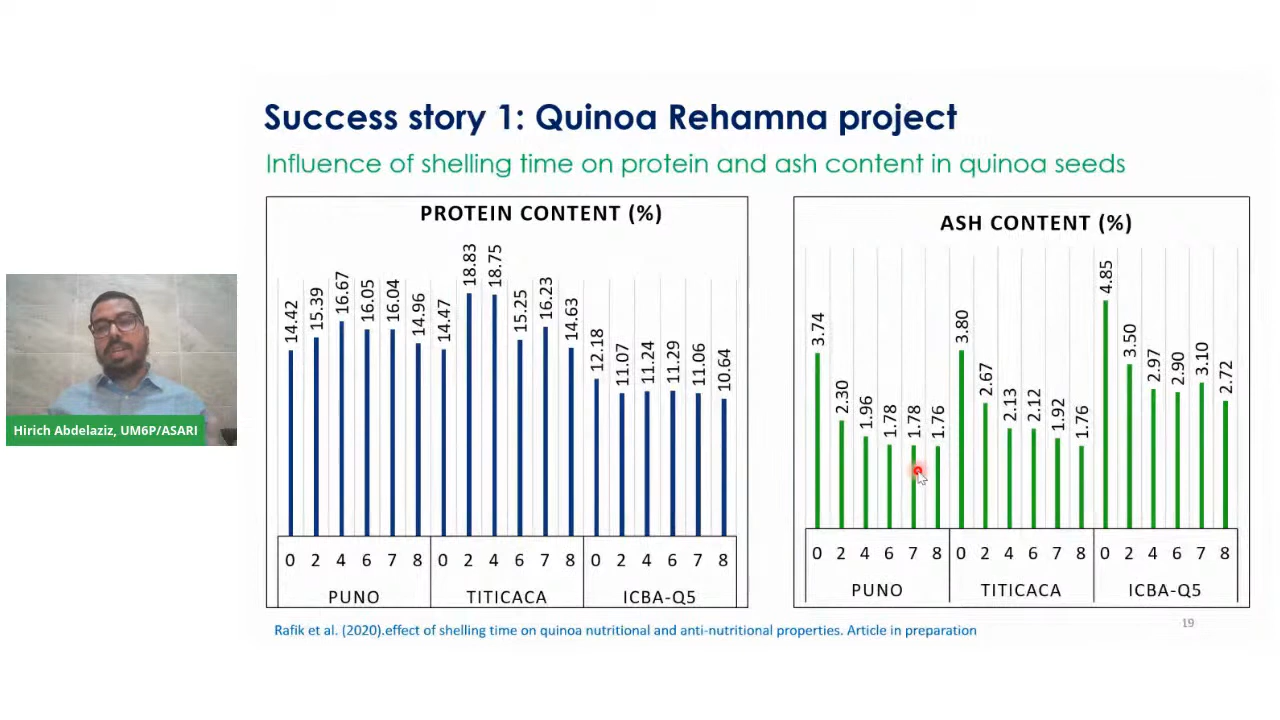 Success story 1: Quinoa Rehamna project
Influence of shelling time on protein and ash content in quinoa seeds
PROTEIN CONTENT (%)
14.42 15.39 16.67 16.05 16.04 14.96 14.47 18.83 18.75 15.25 16.23 14.63 12.18 11.07 11.24 11.29 11.06 10.64
0 2 4 6 7 8 0 2 4 6 7 8 0 2 4 6 7 8
PUNO TITICACA ICBA-Q5
ASH CONTENT (%)
3.74 2.30 1.96 1.78 1.78 1.76 3.80 2.67 2.13 2.12 1.92 1.76 4.85 3.50 2.97 2.90 3.10 2.72
0 2 4 6 7 8 0 2 4 6 7 8 0 2 4 6 7 8
PUNO TITICACA ICBA-Q5
Hirich Abdelaziz, UM6P/ASARI
Rafik et al. (2020).effect of shelling time on quinoa nutritional and anti-nutritional properties. Article in preparation
19